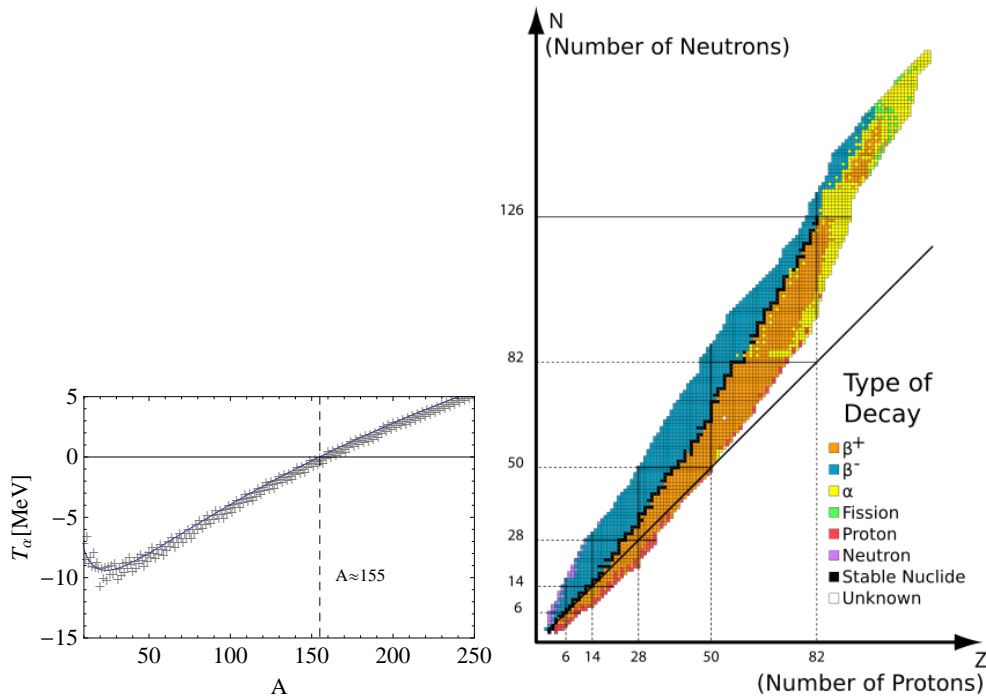 5
0
−5
−10
−15
50
100
150
200
250
T𝛼 [MeV]
A≈155
A
N
(Number of Neutrons)
126
82
50
28
14
6
6
14
28
50
82
Z
(Number of Protons)
Type of
Decay
β+
β-
α
Fission
Proton
Neutron
Stable Nuclide
Unknown